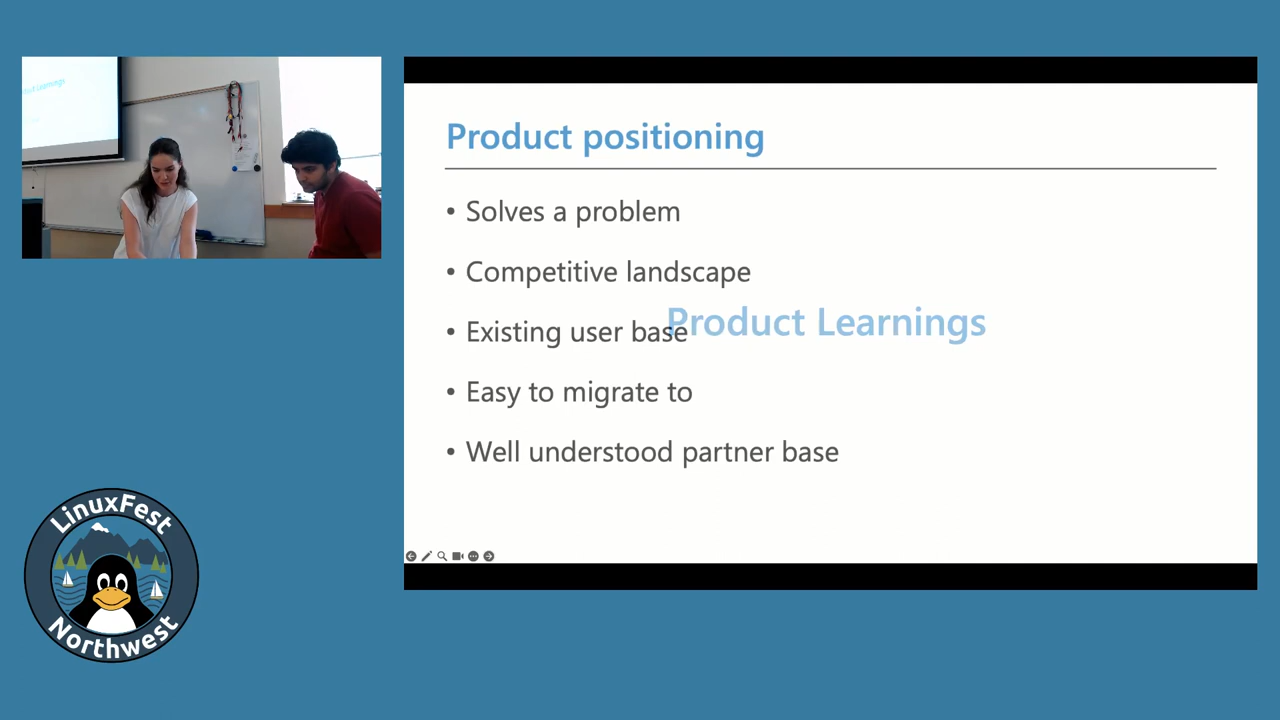 Product positioning
• Solves a problem
• Competitive landscape
Product Learnings
• Existing user base
• Easy to migrate to
• Well understood partner base
LinuxFest
Northwest